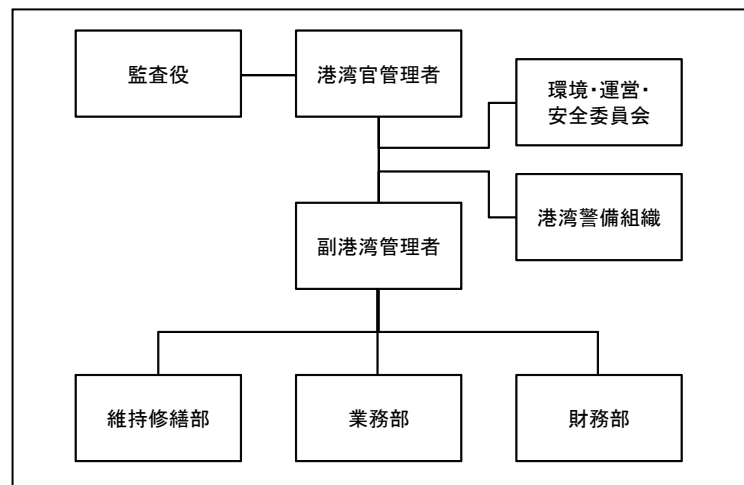 監査役
港湾官管理者
環境・運営・
安全委員会
港湾警備組織
副港湾管理者
維持修繕部
業務部
財務部